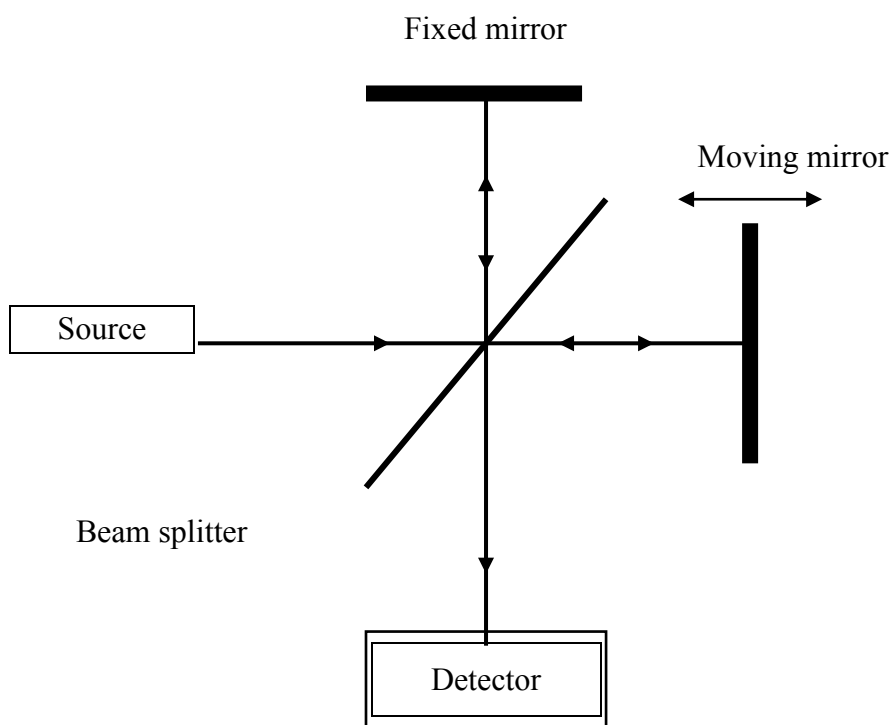 Fixed mirror
Moving mirror
Source
Beam splitter
Detector